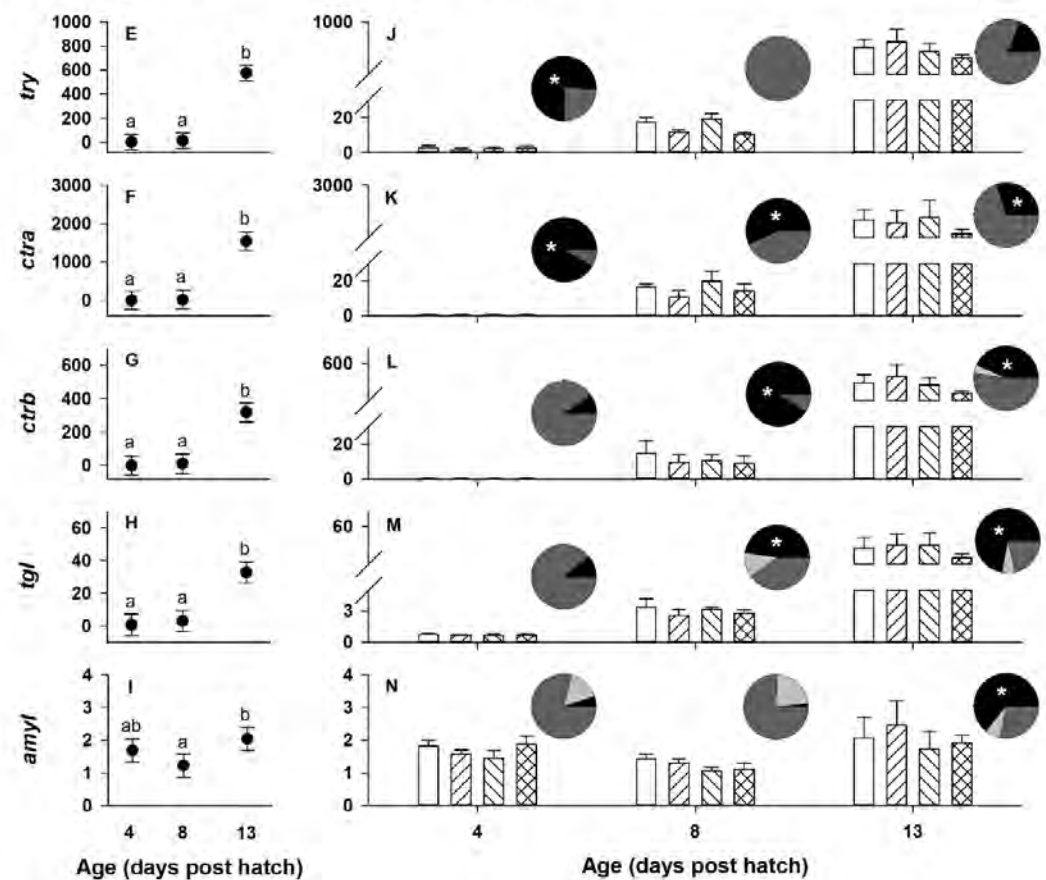 1000 E 1000 J
800
600 b
try 400 * 
200 a a 20
0 0
3000 F 3000 K
2000 b * * *
ctra 1000 a a 20
0 0
600 G 600 L
400 b * *
ctrb 200 a a 20
0 0
60 H 60 M
40 b * *
tgl 20 a a 3
0 0
4 I 4 N
3 ab b 3 *
amyl 2 a 2
1 1
0 0
4 8 13 4 8 13
Age (days post hatch) Age (days post hatch)